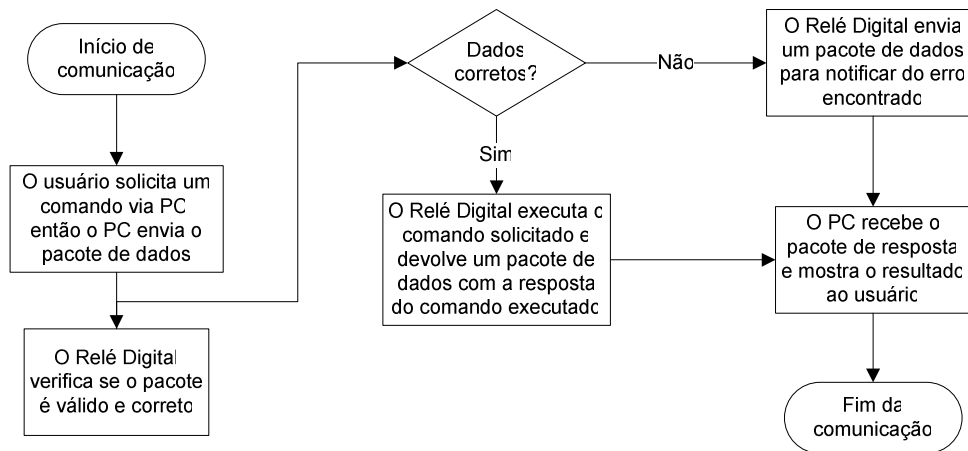 Início de
comunicação
O usuário solicita um
comando via PC
então o PC envia o
pacote de dados
O Relé Digital
verifica se o pacote
é válido e correto
Dados
corretos?
Não
Sim
O Relé Digital executa o
comando solicitado e
devolve um pacote de
dados com a resposta
do comando executado
O Relé Digital envia
um pacote de dados
para notificar do erro
encontrado
O PC recebe o
pacote de resposta
e mostra o resultado
ao usuário
Fim da
comunicação